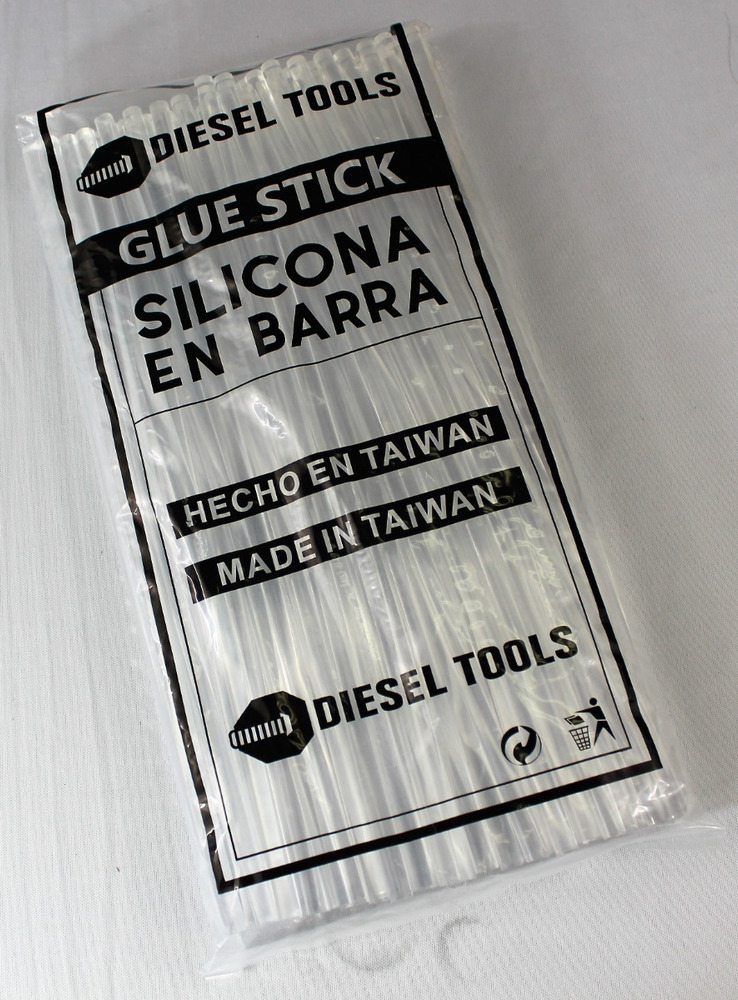 DIESEL TOOLS
GLUE STICK
SILICONA
EN BARRA
HECHO EN TAIWAN
MADE IN TAIWAN
DIESEL TOOLS